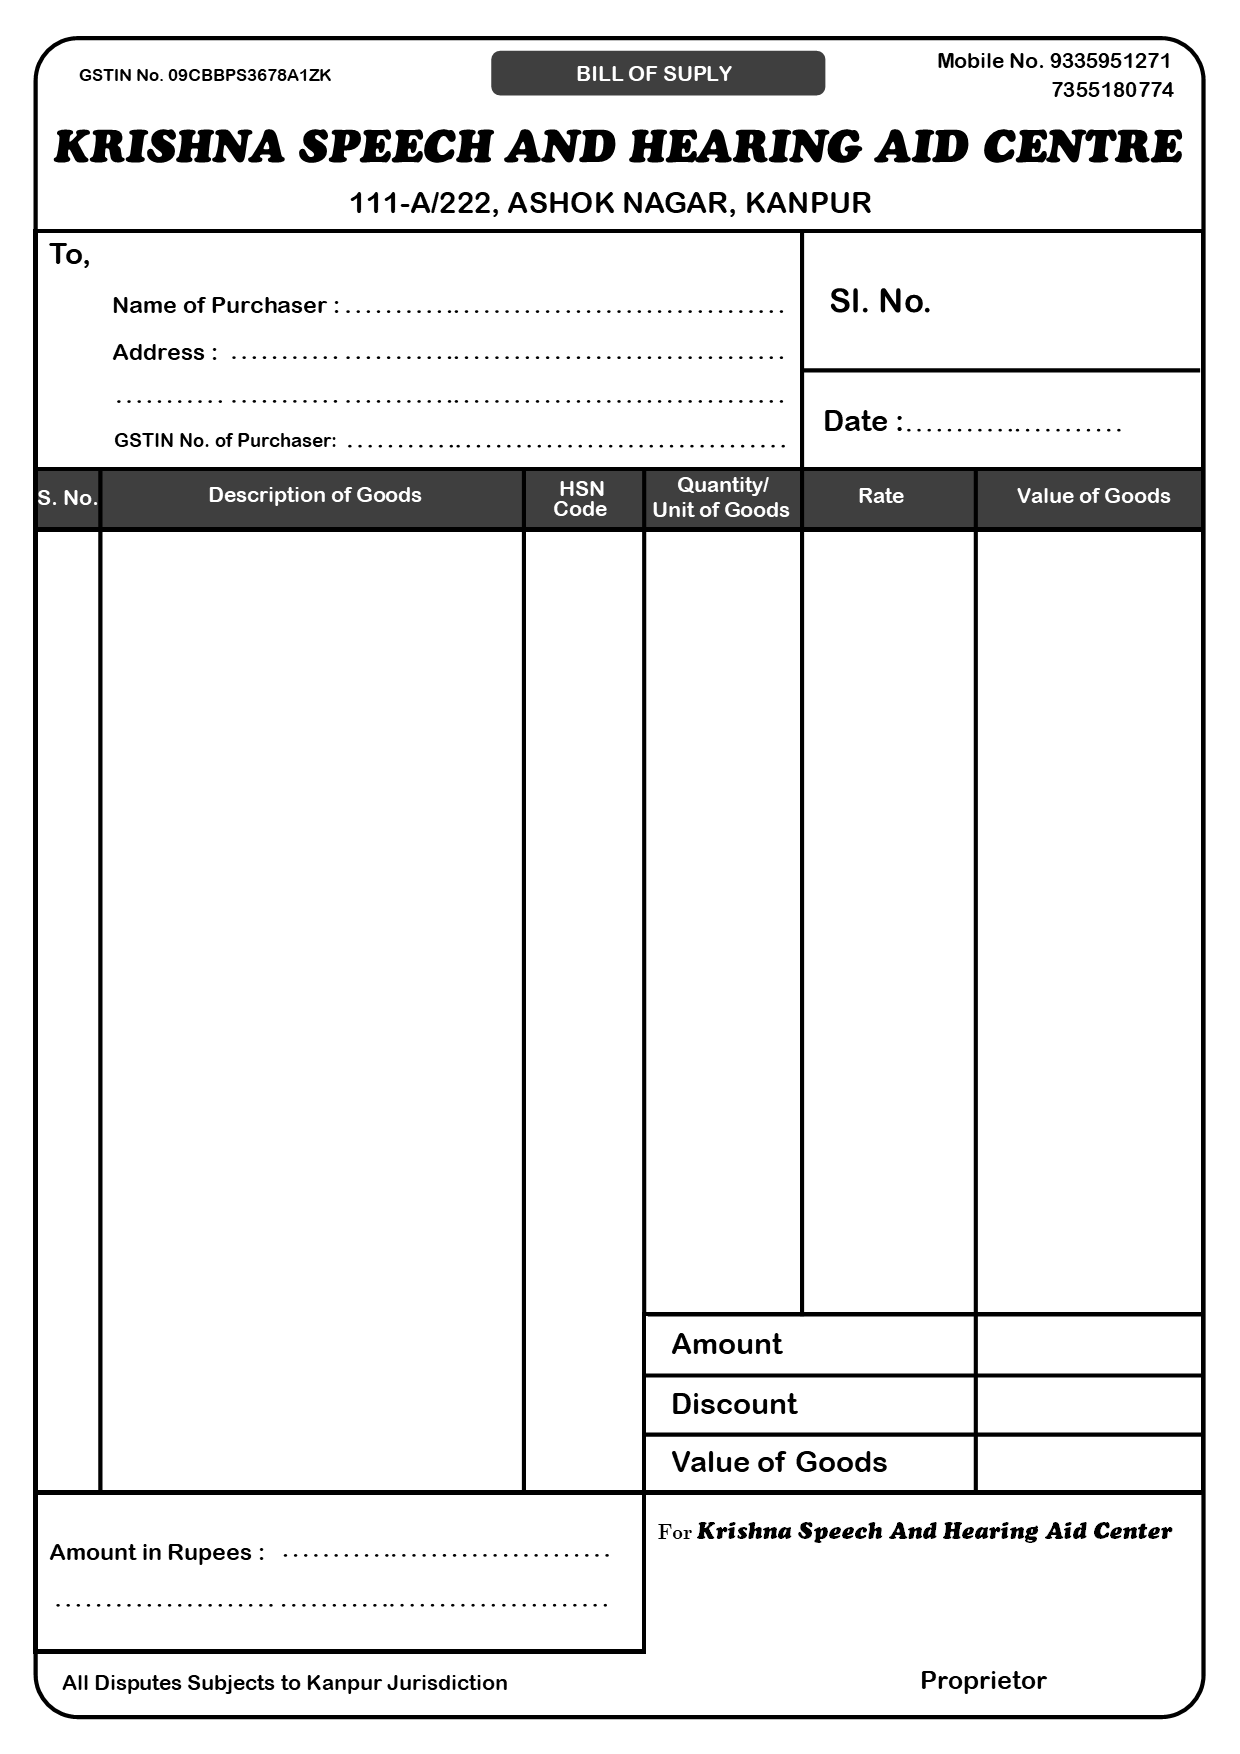 GSTIN No. 09CBBPS3678A1ZK
BILL OF SUPLY
Mobile No. 9335951271
7355180774
KRISHNA SPEECH AND HEARING AID CENTRE
111-A/222, ASHOK NAGAR, KANPUR
To,
Name of Purchaser : ............................................
Address : ........................................................
...................................................................
GSTIN No. of Purchaser: ............................................
Sl. No.
Date :......................
S. No.
Description of Goods
HSN
Code
Quantity/
Unit of Goods
Rate
Value of Goods
Amount
Discount
Value of Goods
Amount in Rupees : .................................
.......................................................
For Krishna Speech And Hearing Aid Center
All Disputes Subjects to Kanpur Jurisdiction
Proprietor